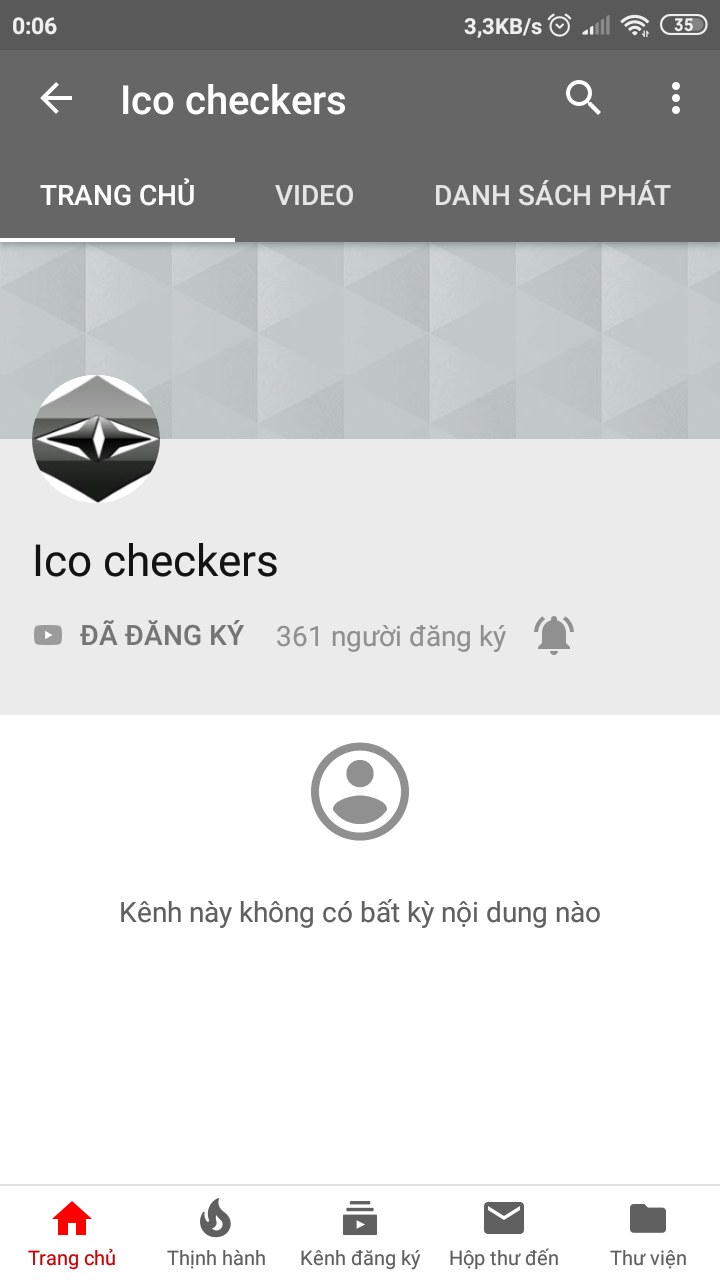 0:06 3,3KB/s 35
Ico checkers
TRANG CHỦ VIDEO DANH SÁCH PHÁT
Ico checkers
ĐÃ ĐĂNG KÝ 361 người đăng ký
Kênh này không có bất kỳ nội dung nào
Trang chủ Thịnh hành Kênh đăng ký Hộp thư đến Thư viện